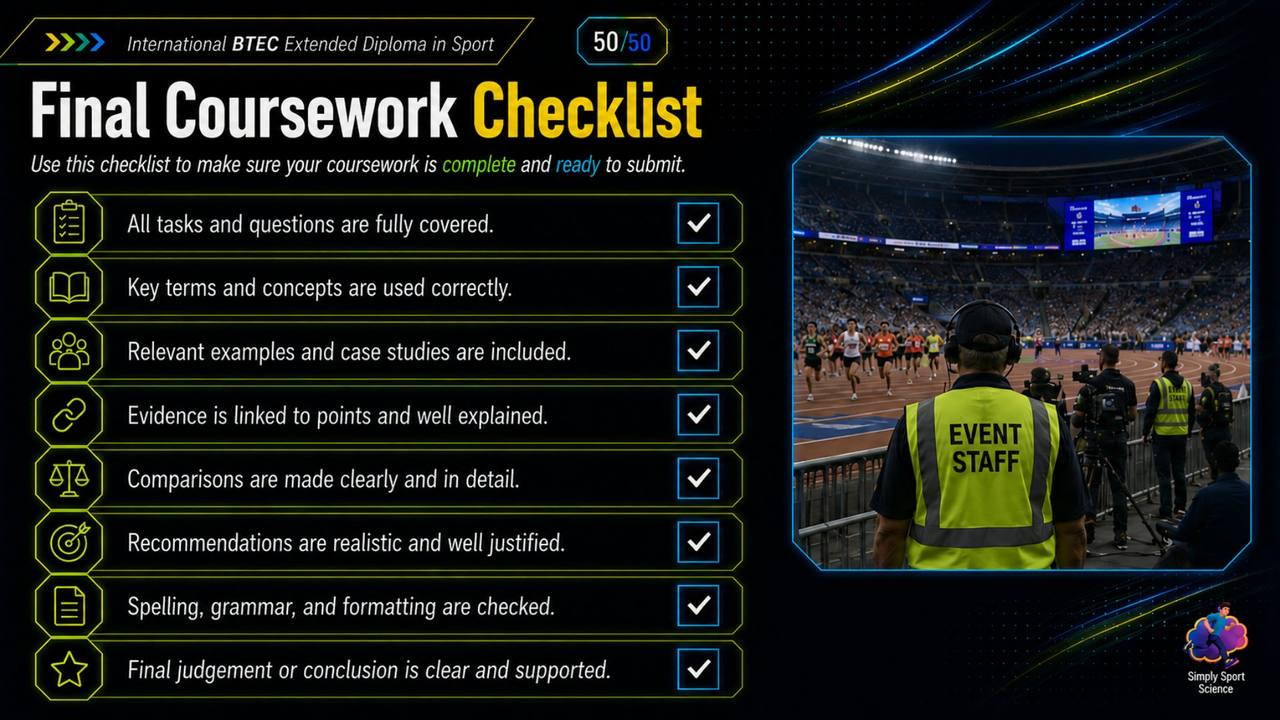 International BTEC Extended Diploma in Sport
50/50
Final Coursework Checklist
Use this checklist to make sure your coursework is complete and ready to submit.
All tasks and questions are fully covered.
Key terms and concepts are used correctly.
Relevant examples and case studies are included.
Evidence is linked to points and well explained.
Comparisons are made clearly and in detail.
Recommendations are realistic and well justified.
Spelling, grammar, and formatting are checked.
Final judgement or conclusion is clear and supported.
EVENT
STAFF
EVENT
STAFF
Simply Sport
Science